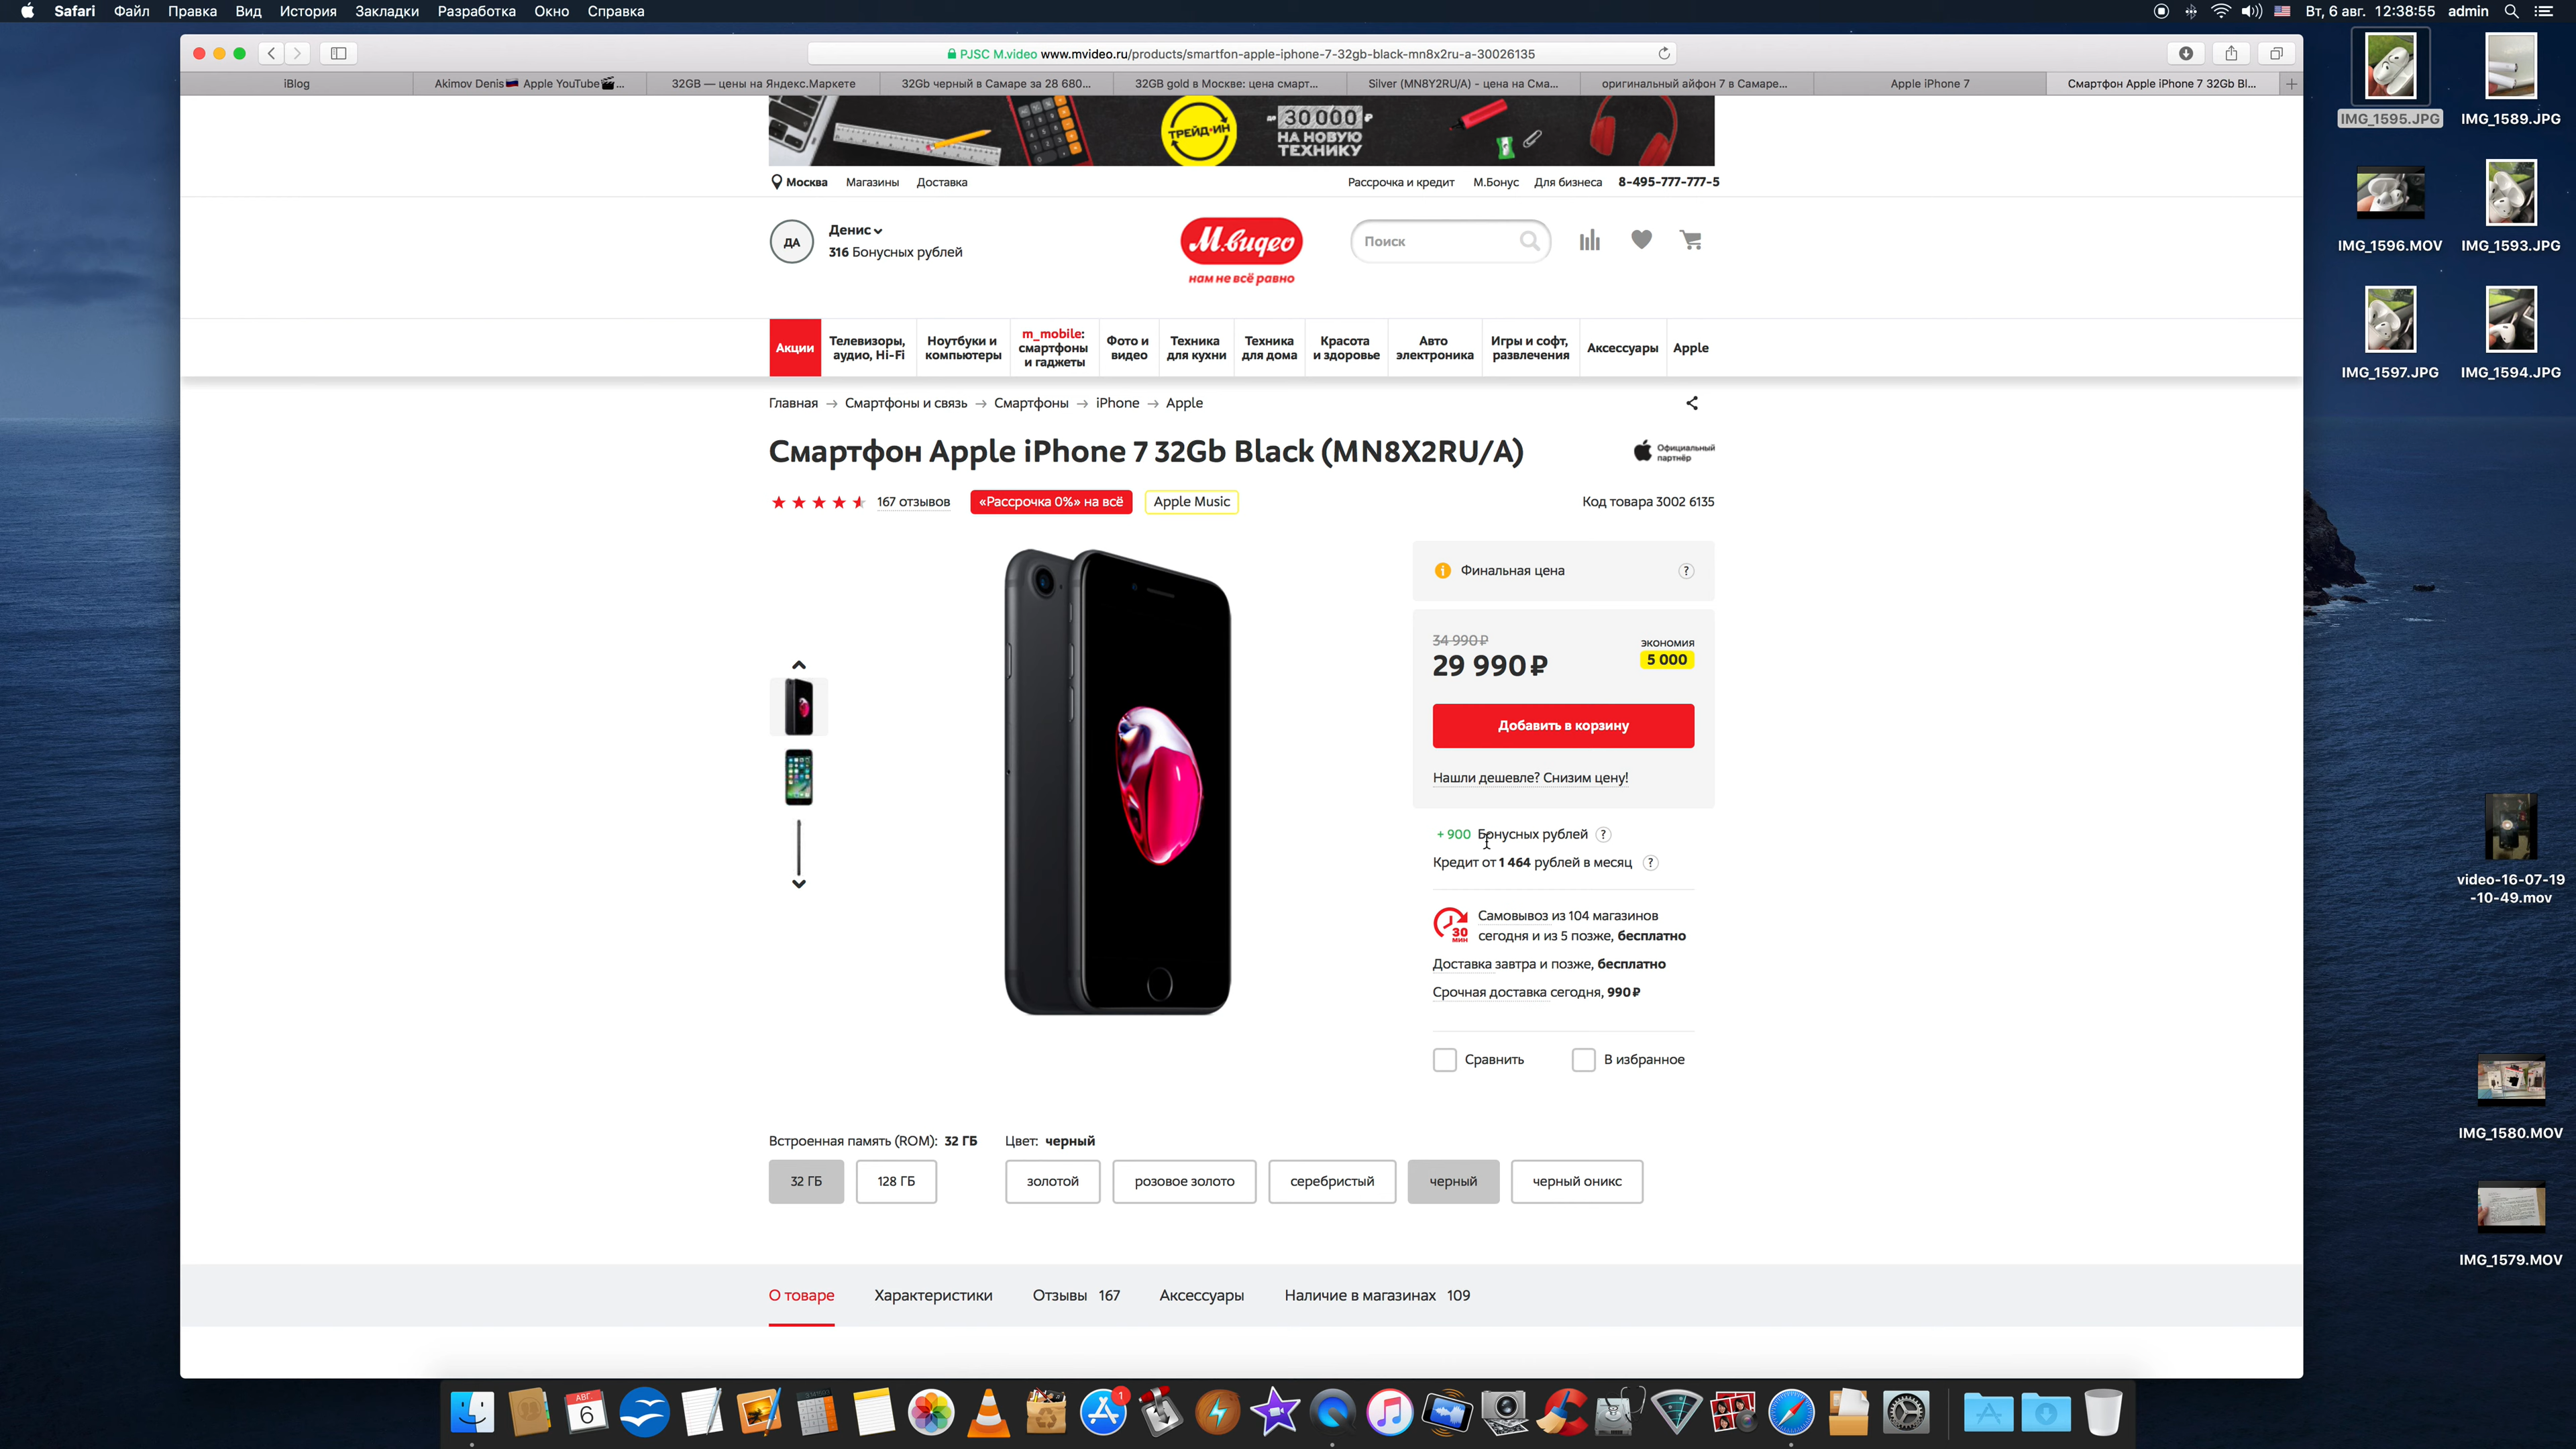 Safari Файл Правка Вид История Закладки Разработка Окно Справка
Вт, 6 авг. 12:38:55 admin
PJSC M.video www.mvideo.ru/products/smartfon-apple-iphone-7-32gb-black-mn8x2ru-a-30026135
iBlog
Akimov Denis🇷🇺 Apple YouTube🎬...
32GB — цены на Яндекс.Маркете
32Gb черный в Самаре за 28 680...
32GB gold в Москве: цена смарт...
Silver (MN8Y2RU/A) - цена на Сма...
оригинальный айфон 7 в Самаре...
Apple iPhone 7
Смартфон Apple iPhone 7 32Gb Bl...
ТРЕЙД-ИН
до 30 000 ₽
НА НОВУЮ
ТЕХНИКУ
Москва Магазины Доставка
Рассрочка и кредит М.Бонус Для бизнеса 8-495-777-777-5
ДА
Денис
316 Бонусных рублей
М.видео
нам не всё равно
Поиск
Акции
Телевизоры,
аудио, Hi-Fi
Ноутбуки и
компьютеры
m_mobile:
смартфоны
и гаджеты
Фото и
видео
Техника
для кухни
Техника
для дома
Красота
и здоровье
Авто
электроника
Игры и софт,
развлечения
Аксессуары
Apple
Главная → Смартфоны и связь → Смартфоны → iPhone → Apple
Смартфон Apple iPhone 7 32Gb Black (MN8X2RU/A)
Официальный
партнёр
167 отзывов
«Рассрочка 0%» на всё
Apple Music
Код товара 3002 6135
Финальная цена
?
34 990₽
29 990₽
экономия
5 000
Добавить в корзину
Нашли дешевле? Снизим цену!
+ 900 Бонусных рублей ?
Кредит от 1 464 рублей в месяц ?
30
мин
Самовывоз из 104 магазинов
сегодня и из 5 позже, бесплатно
Доставка завтра и позже, бесплатно
Срочная доставка сегодня, 990₽
Сравнить
В избранное
Встроенная память (ROM): 32 ГБ
32 ГБ
128 ГБ
Цвет: черный
золотой
розовое золото
серебристый
черный
черный оникс
О товаре
Характеристики
Отзывы 167
Аксессуары
Наличие в магазинах 109
IMG_1595.JPG
IMG_1589.JPG
IMG_1596.MOV
IMG_1593.JPG
IMG_1597.JPG
IMG_1594.JPG
video-16-07-19
-10-49.mov
IMG_1580.MOV
IMG_1579.MOV
АВГ.
6
1